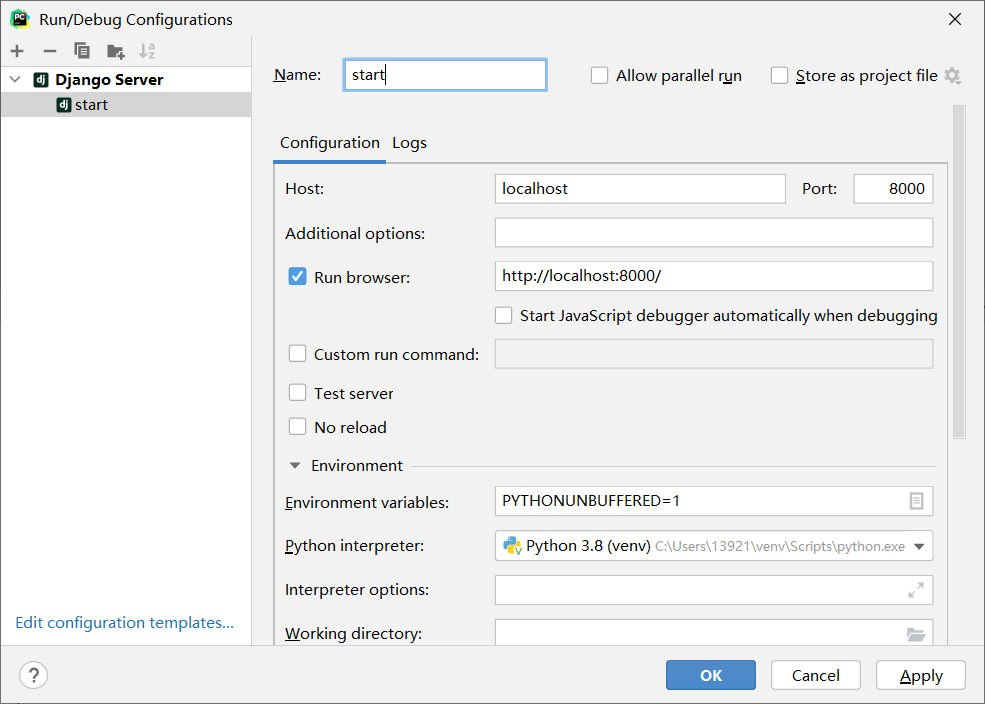 Run/Debug Configurations
Django Server
start
Edit configuration templates...
Name: start Allow parallel run Store as project file
Configuration Logs
Host: localhost Port: 8000
Additional options:
Run browser: http://localhost:8000/
Start JavaScript debugger automatically when debugging
Custom run command:
Test server
No reload
Environment
Environment variables: PYTHONUNBUFFERED=1
Python interpreter: Python 3.8 (venv) C:\Users\13921\venv\Scripts\python.exe
Interpreter options:
Working directory:
? OK Cancel Apply